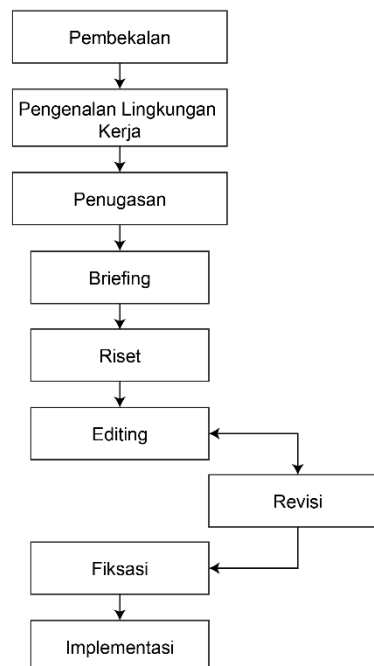 Pembekalan
Pengenalan Lingkungan
Kerja
Penugasan
Briefing
Riset
Editing
Revisi
Fiksasi
Implementasi